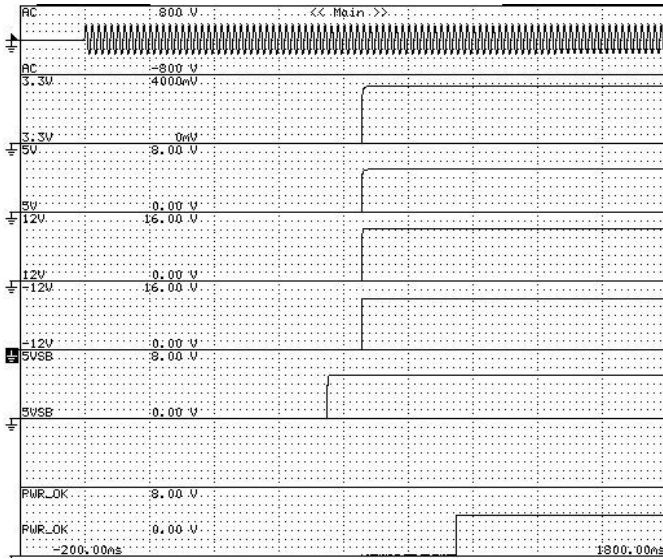 AC 800 V << Main >>
AC -800 V
3.3V 4000mV
3.3V 0mV
5V 8.00 V
5V 0.00 V
12V 16.00 V
12V 0.00 V
-12V 16.00 V
-12V 0.00 V
5VSB 8.00 V
5VSB 0.00 V
PWR_OK 8.00 V
PWR_OK 0.00 V
-200.00ms 1800.00ms